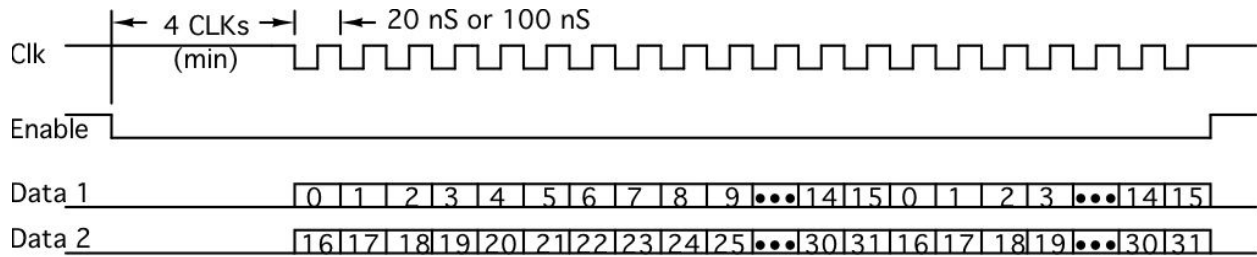 4 CLKs 20 nS or 100 nS
Clk (min)
Enable
Data 1 0 1 2 3 4 5 6 7 8 9 ••• 14 15 0 1 2 3 ••• 14 15
Data 2 16 17 18 19 20 21 22 23 24 25 ••• 30 31 16 17 18 19 ••• 30 31